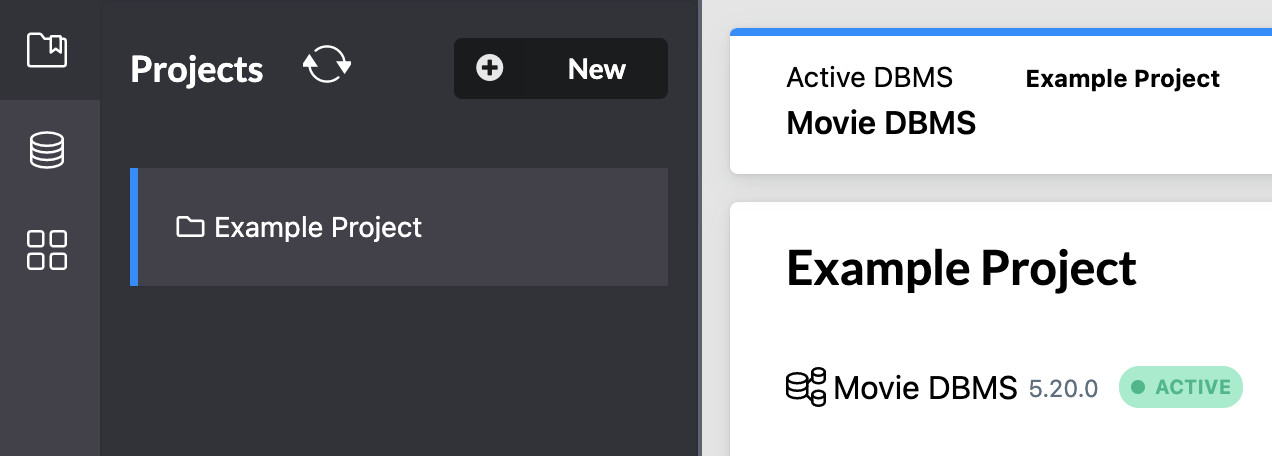 Projects
New
Example Project
Active DBMS Example Project
Movie DBMS
Example Project
Movie DBMS 5.20.0 ACTIVE